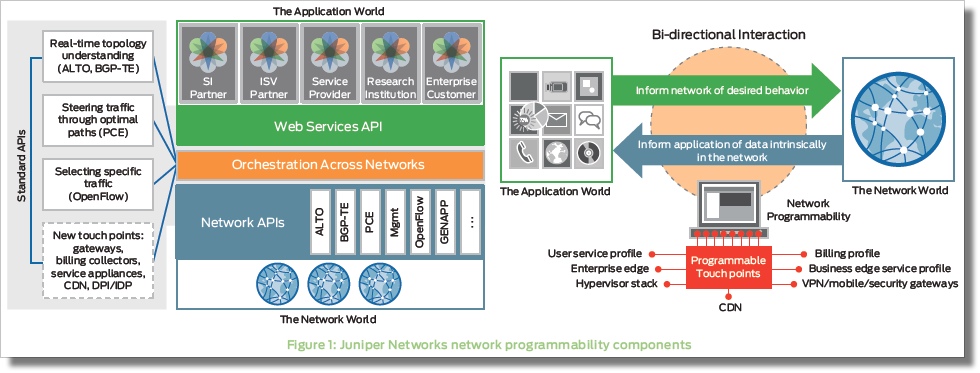 The Application World
Standard APIs
Real-time topology
understanding
(ALTO, BGP-TE)
Steering traffic
through optimal
paths (PCE)
Selecting specific
traffic
(OpenFlow)
New touch points:
gateways,
billing collectors,
service appliances,
CDN, DPI/IDP
SI
Partner
ISV
Partner
Service
Provider
Research
Institution
Enterprise
Customer
Web Services API
Orchestration Across Networks
Network APIs
ALTO
BGP-TE
PCE
Mgmt
OpenFlow
GENAPP
...
The Network World
Bi-directional Interaction
Inform network of desired behavior
Inform application of data intrinsically
in the network
The Application World
The Network World
Network
Programmability
Programmable
Touch points
User service profile
Enterprise edge
Hypervisor stack
Billing profile
Business edge service profile
VPN/mobile/security gateways
CDN
Figure 1: Juniper Networks network programmability components